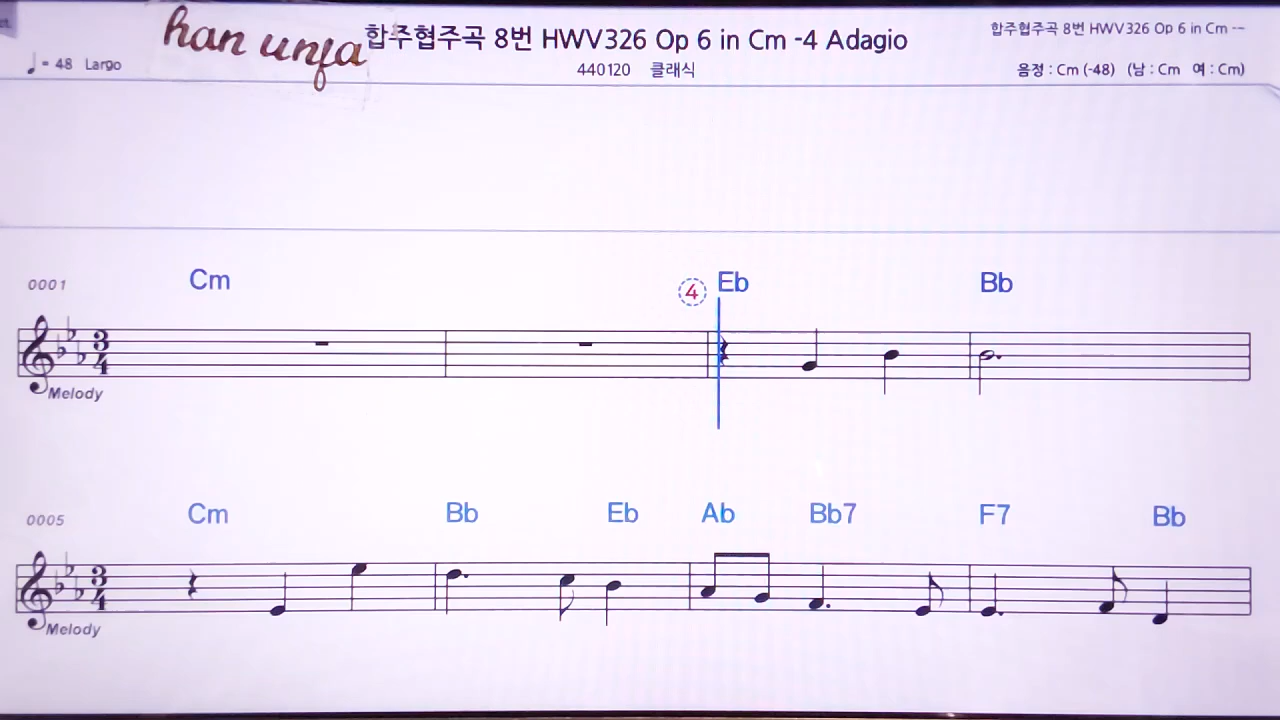 han unfa
합주협주곡 8번 HWV326 Op 6 in Cm -4 Adagio
합주협주곡 8번 HWV326 Op 6 in Cm -~
= 48 Largo
440120 클래식
음정 : Cm (-48) (남 : Cm 여 : Cm)
0001 Cm 4 Eb Bb
3 4
Melody
0005 Cm Bb Eb Ab Bb7 F7 Bb
3 4
Melody